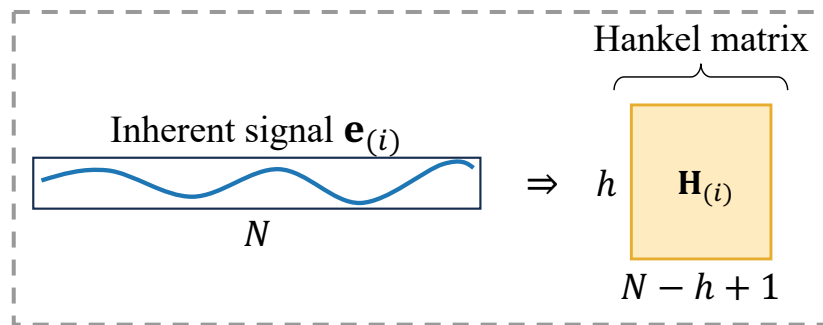 Hankel matrix
Inherent signal 𝐞₍ᵢ₎
N
⇒
h
𝐇₍ᵢ₎
N − h + 1